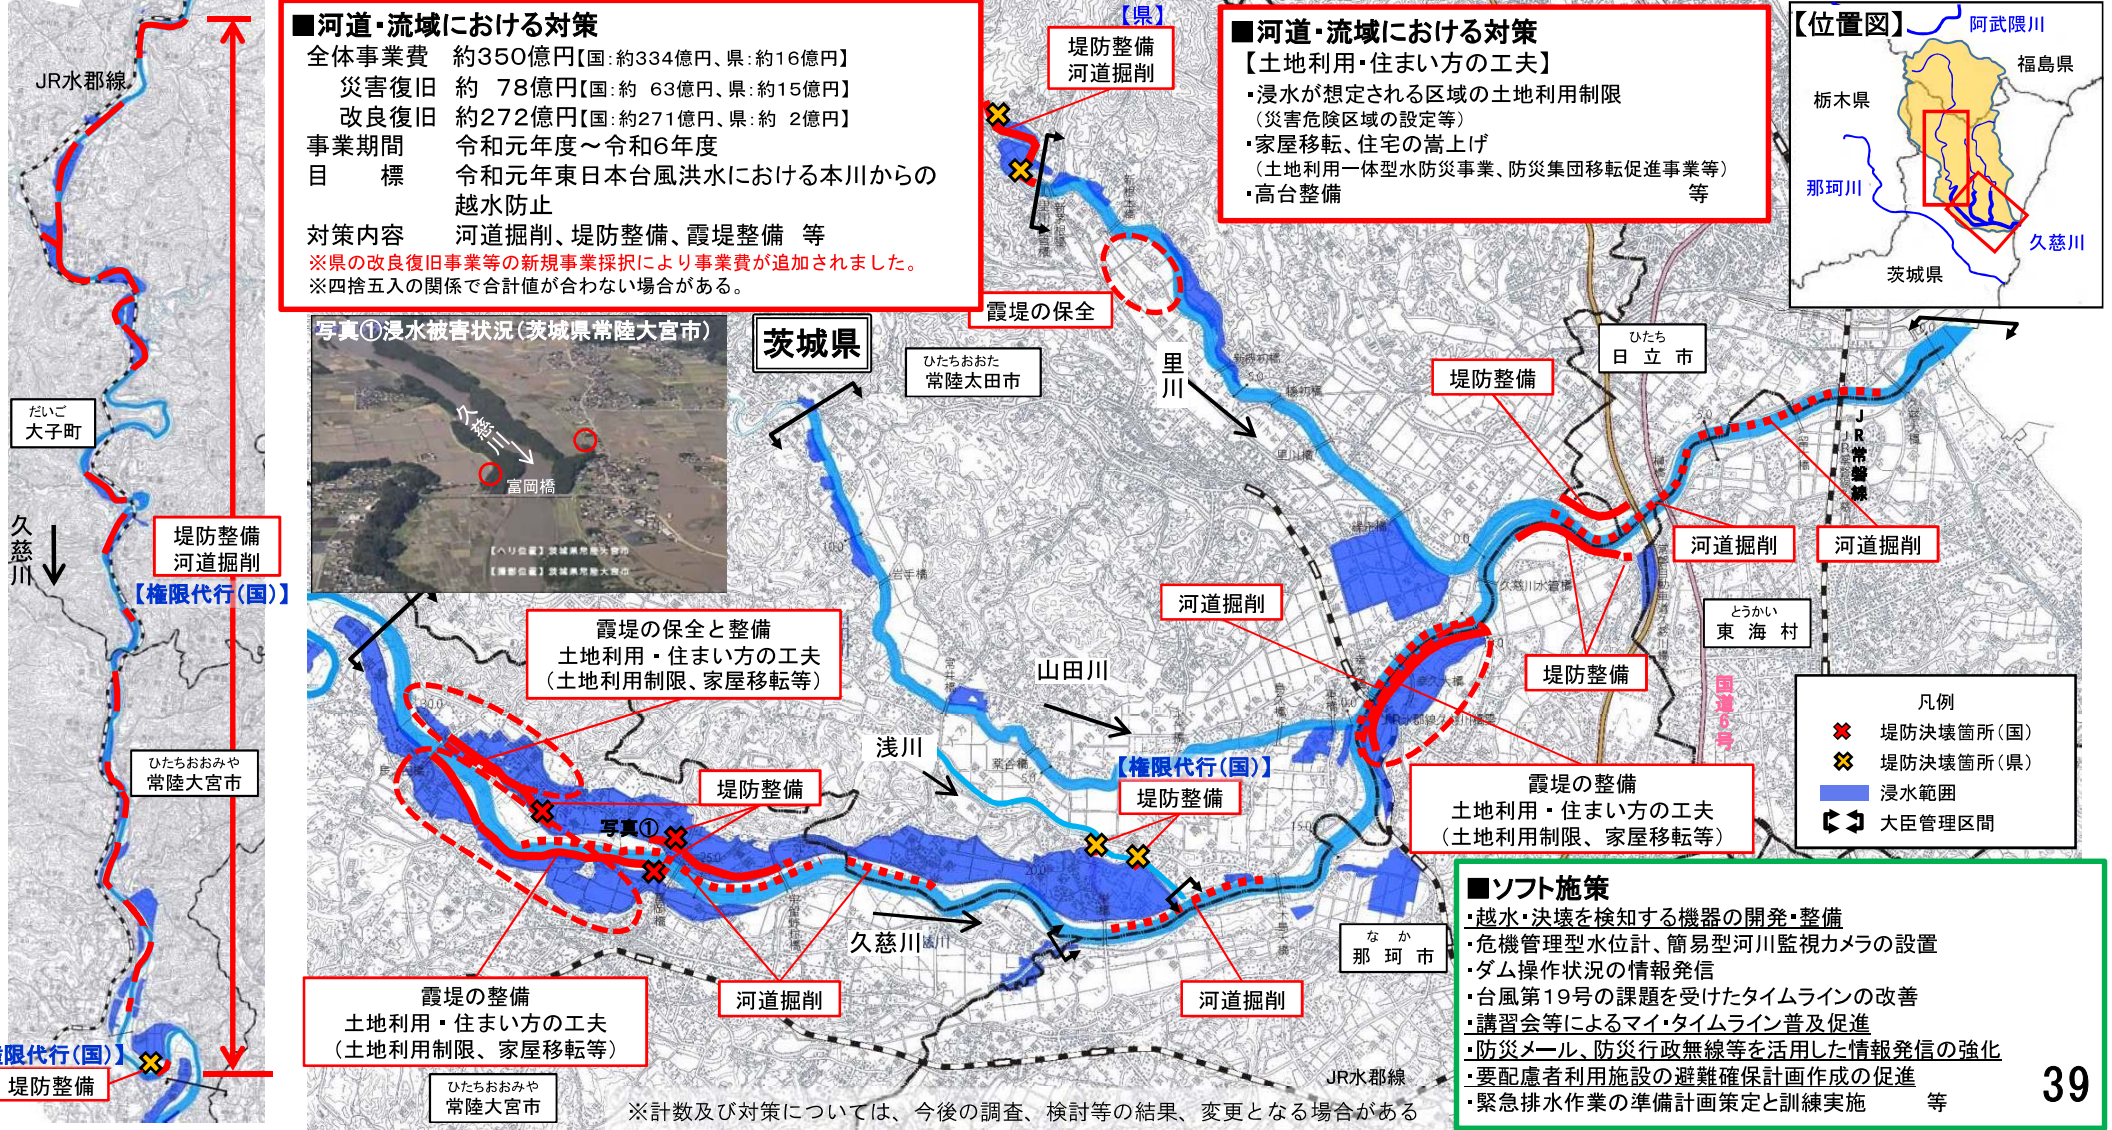 ■河道・流域における対策
全体事業費 約350億円【国：約334億円、県：約16億円】
災害復旧 約 78億円【国：約 63億円、県：約15億円】
改良復旧 約272億円【国：約271億円、県：約 2億円】
事業期間 令和元年度～令和6年度
目 標 令和元年東日本台風洪水における本川からの
越水防止
対策内容 河道掘削、堤防整備、霞堤整備 等
※県の改良復旧事業等の新規事業採択により事業費が追加されました。
※四捨五入の関係で合計値が合わない場合がある。
【県】
堤防整備
河道掘削
■河道・流域における対策
【土地利用・住まい方の工夫】
・浸水が想定される区域の土地利用制限
（災害危険区域の設定等）
・家屋移転、住宅の嵩上げ
（土地利用一体型水防災事業、防災集団移転促進事業等）
・高台整備 等
【位置図】
阿武隈川
福島県
栃木県
那珂川
久慈川
茨城県
JR水郡線
だいご
大子町
久慈川
堤防整備
河道掘削
【権限代行（国）】
ひたちおおみや
常陸大宮市
限代行（国）】
堤防整備
写真①浸水被害状況（茨城県常陸大宮市）
久慈川
富岡橋
【ヘリ位置】茨城県常陸大宮市
【撮影位置】茨城県常陸大宮市
茨城県
霞堤の保全
ひたちおおた
常陸太田市
里川
ひたち
日立市
堤防整備
JR常磐線
河道掘削
河道掘削
とうかい
東海村
国道6号
堤防整備
河道掘削
霞堤の保全と整備
土地利用・住まい方の工夫
（土地利用制限、家屋移転等）
山田川
浅川
【権限代行（国）】
堤防整備
堤防整備
写真①
久慈川
霞堤の整備
土地利用・住まい方の工夫
（土地利用制限、家屋移転等）
凡例
堤防決壊箇所（国）
堤防決壊箇所（県）
浸水範囲
大臣管理区間
なか
那珂市
霞堤の整備
土地利用・住まい方の工夫
（土地利用制限、家屋移転等）
河道掘削
河道掘削
ひたちおおみや
常陸大宮市
JR水郡線
■ソフト施策
・越水・決壊を検知する機器の開発・整備
・危機管理型水位計、簡易型河川監視カメラの設置
・ダム操作状況の情報発信
・台風第19号の課題を受けたタイムラインの改善
・講習会等によるマイ・タイムライン普及促進
・防災メール、防災行政無線等を活用した情報発信の強化
・要配慮者利用施設の避難確保計画作成の促進
・緊急排水作業の準備計画策定と訓練実施 等
39
※計数及び対策については、今後の調査、検討等の結果、変更となる場合がある